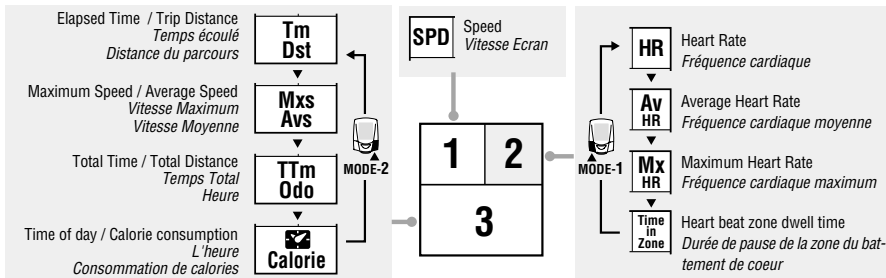 Elapsed Time / Trip Distance
Temps écoulé
Distance du parcours
Tm
Dst
Maximum Speed / Average Speed
Vitesse Maximum
Vitesse Moyenne
Mxs
Avs
Total Time / Total Distance
Temps Total
Heure
TTm
Odo
Time of day / Calorie consumption
L'heure
Consommation de calories
Calorie
MODE-2
SPD
Speed
Vitesse Ecran
1
2
3
MODE-1
HR
Heart Rate
Fréquence cardiaque
Av
HR
Average Heart Rate
Fréquence cardiaque moyenne
Mx
HR
Maximum Heart Rate
Fréquence cardiaque maximum
Time
in
Zone
Heart beat zone dwell time
Durée de pause de la zone du bat-
tement de coeur